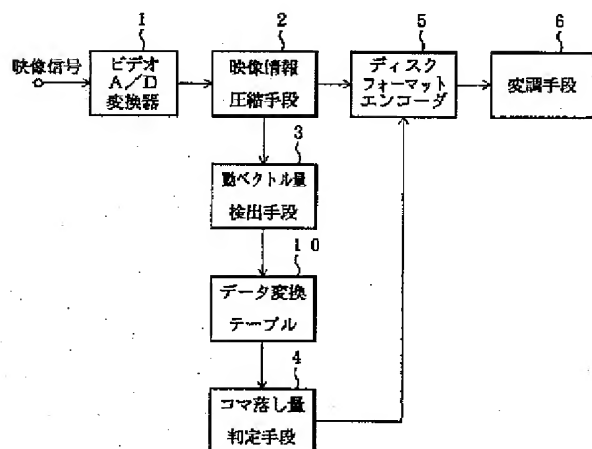 1
2
5
6
映像信号
ビデオ
A/D
変換器
映像情報
圧縮手段
ディスク
フォーマット
エンコーダ
変調手段
3
動ベクトル量
検出手段
10
データ変換
テーブル
4
コマ落し量
判定手段